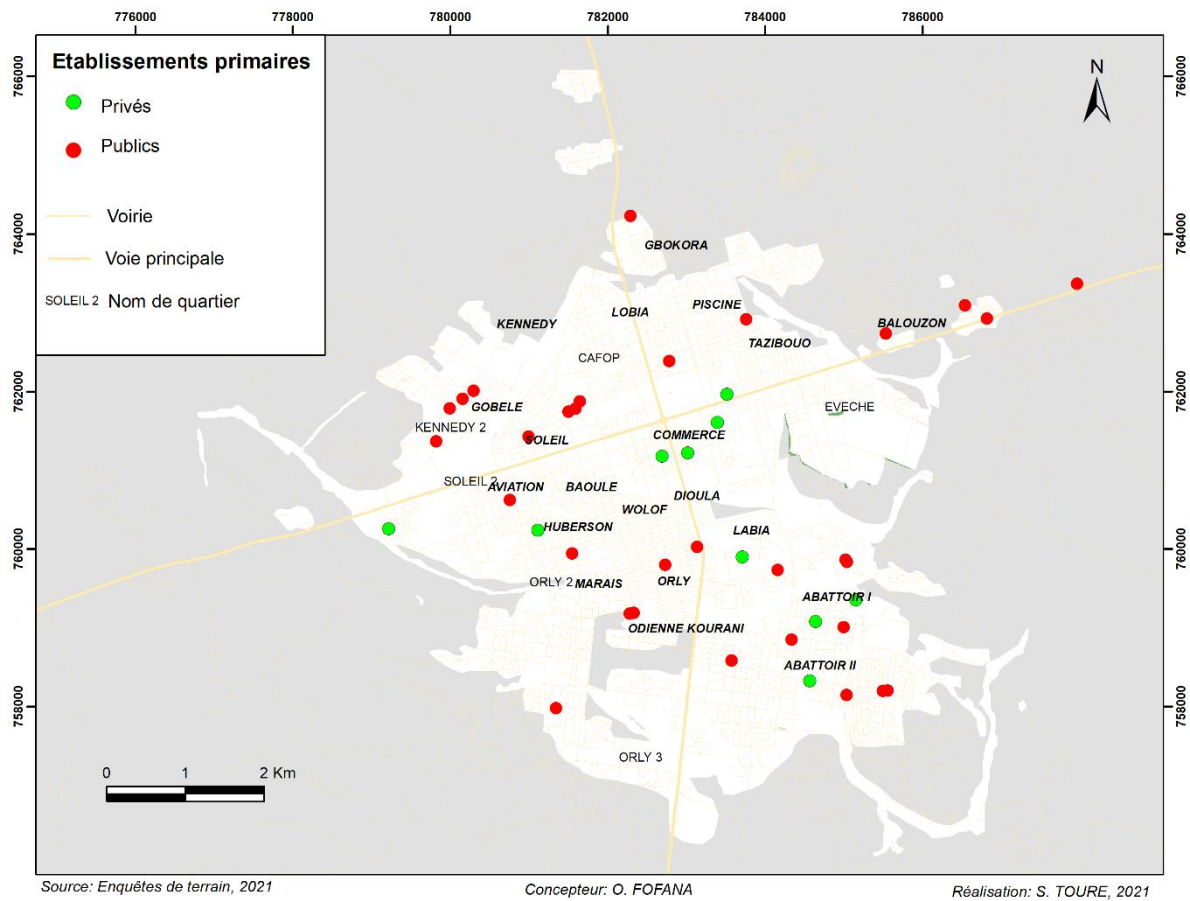 776000 778000 780000 782000 784000 786000
766000 766000
764000 764000
762000 762000
760000 760000
758000 758000
Etablissements primaires
Privés
Publics
Voirie
Voie principale
SOLEIL 2 Nom de quartier
N
GBOKORA
PISCINE
LOBIA
KENNEDY
BALOUZON
TAZIBOUO
CAFOP
GOBELE
EVECHE
KENNEDY 2
COMMERCE
SOLEIL
SOLEIL 2
AVIATION
BAOULE
DIOULA
WOLOF
HUBERSON
LABIA
ORLY 2
MARAIS
ORLY
ABATTOIR I
ODIENNE KOURANI
ABATTOIR II
ORLY 3
0 1 2 Km
Source: Enquêtes de terrain, 2021
Concepteur: O. FOFANA
Réalisation: S. TOURE, 2021